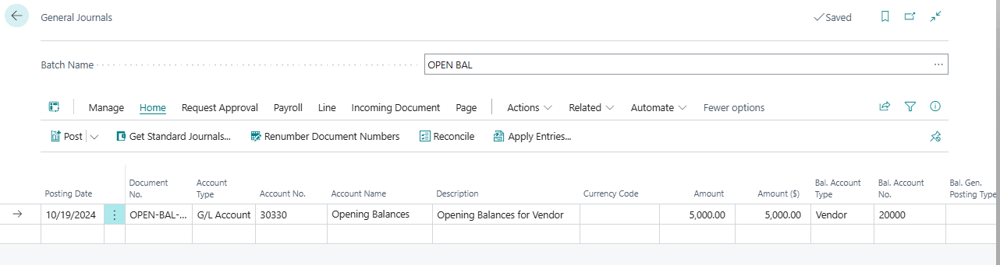 General Journals
Saved
Batch Name
OPEN BAL
Manage Home Request Approval Payroll Line Incoming Document Page Actions Related Automate Fewer options
Post Get Standard Journals... Renumber Document Numbers Reconcile Apply Entries...
Posting Date Document No. Account Type Account No. Account Name Description Currency Code Amount Amount ($) Bal. Account Type Bal. Account No. Bal. Gen. Posting Type
10/19/2024 OPEN-BAL-... G/L Account 30330 Opening Balances Opening Balances for Vendor 5,000.00 5,000.00 Vendor 20000